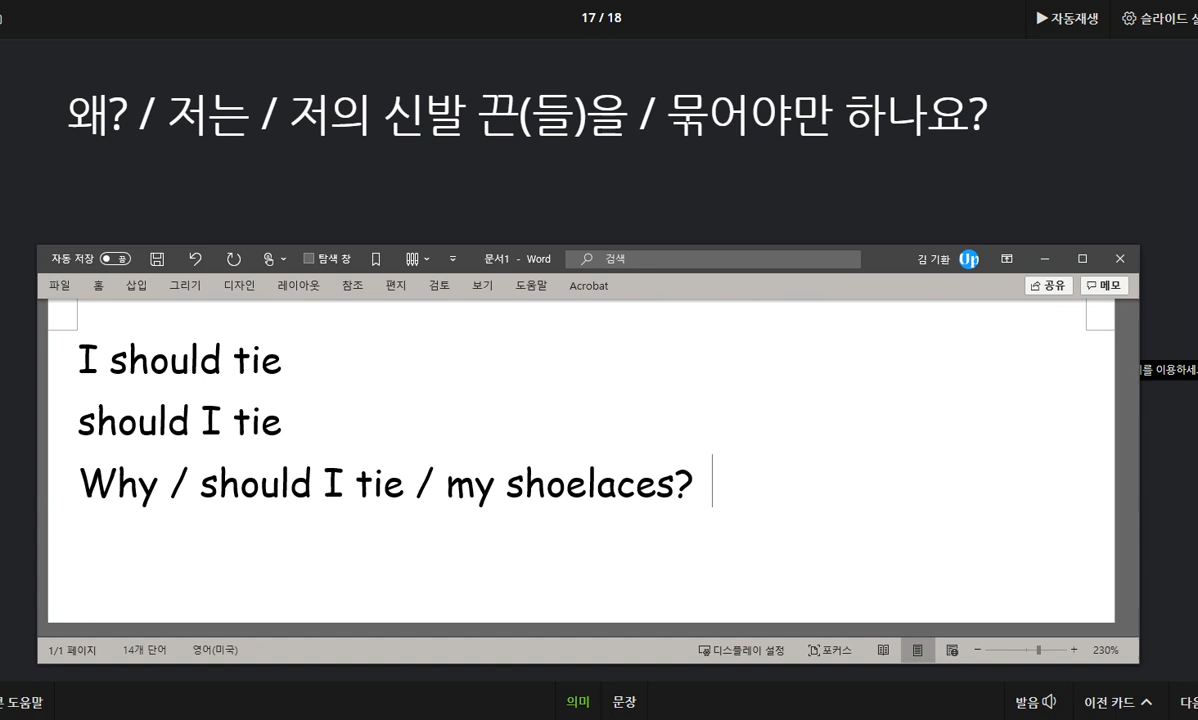 17 / 18
▶자동재생
슬라이드
왜? / 저는 / 저의 신발 끈(들)을 / 묶어야만 하나요?
자동 저장 끔
탐색 창
문서1 - Word
검색
김 기환
Up
파일 홈 삽입 그리기 디자인 레이아웃 참조 편지 검토 보기 도움말 Acrobat
공유 메모
I should tie
를 이용하세
should I tie
Why / should I tie / my shoelaces?
1/1 페이지 14개 단어 영어(미국)
디스플레이 설정 포커스
- + 230%
도움말
의미 문장
발음 이전 카드